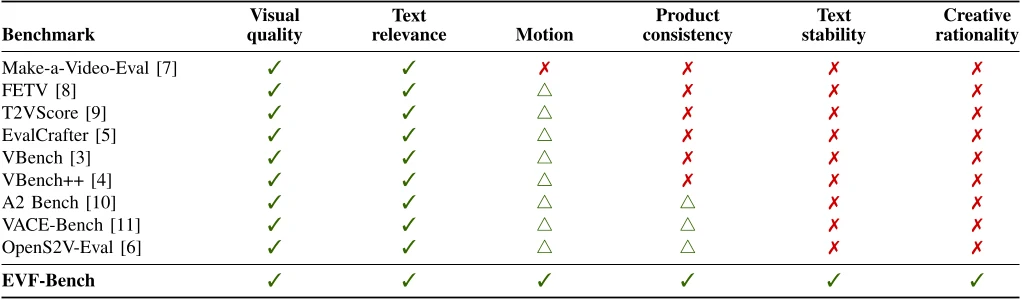 Benchmark Visual quality Text relevance Motion Product consistency Text stability Creative rationality
Make-a-Video-Eval [7] ✓ ✓ ✗ ✗ ✗ ✗
FETV [8] ✓ ✓ △ ✗ ✗ ✗
T2VScore [9] ✓ ✓ △ ✗ ✗ ✗
EvalCrafter [5] ✓ ✓ △ ✗ ✗ ✗
VBench [3] ✓ ✓ △ ✗ ✗ ✗
VBench++ [4] ✓ ✓ △ ✗ ✗ ✗
A2 Bench [10] ✓ ✓ △ △ ✗ ✗
VACE-Bench [11] ✓ ✓ △ △ ✗ ✗
OpenS2V-Eval [6] ✓ ✓ △ △ ✗ ✗
EVF-Bench ✓ ✓ ✓ ✓ ✓ ✓